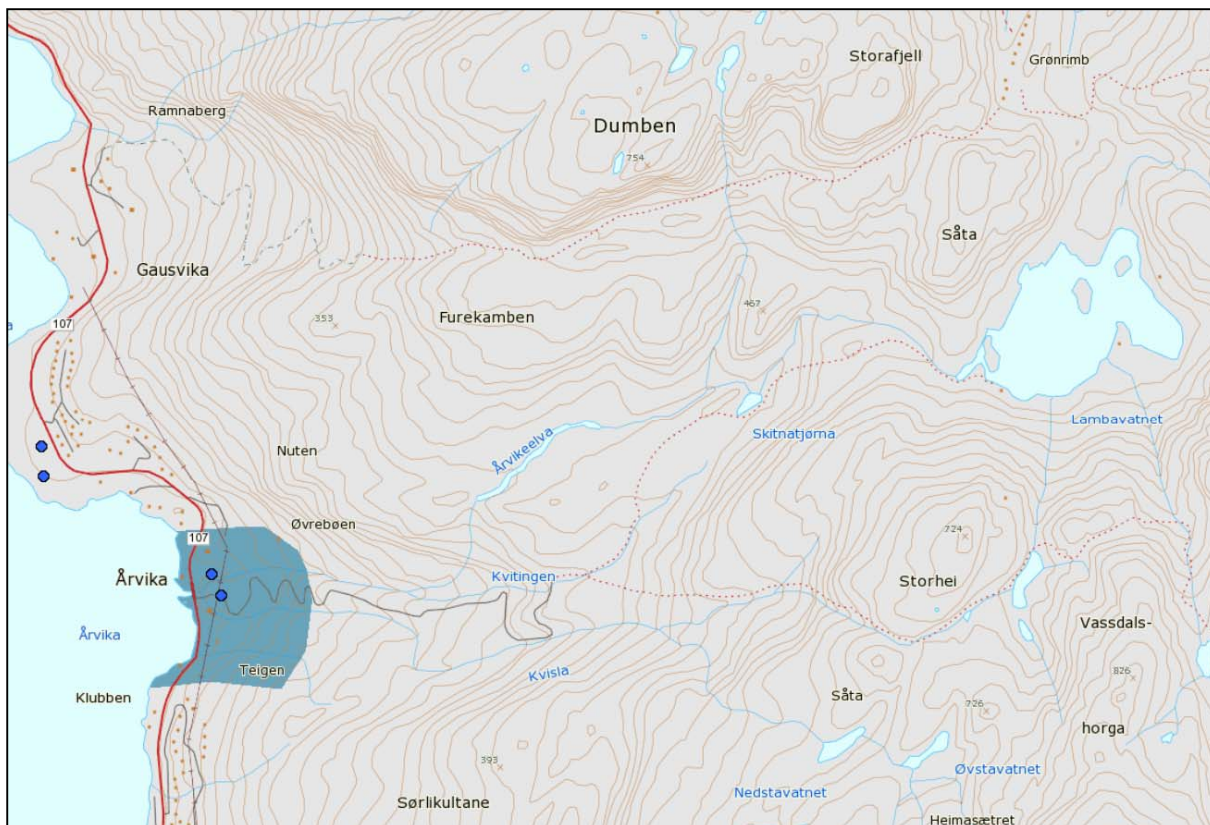 Storafjell
Grønrimb
Ramnaberg
Dumben
754
Såta
Gausvika
467
Furekamben
353
107
Lambavatnet
Skitnatjørna
Årvikeelva
Nuten
Øvrebøen
724
107
Kvitingen
Årvika
Storhei
Vassdals-
Årvika
Teigen
Kvisla
826
Klubben
Såta
726
horga
393
Øvstavatnet
Nedstavatnet
Sørlikultane
Heimasætret